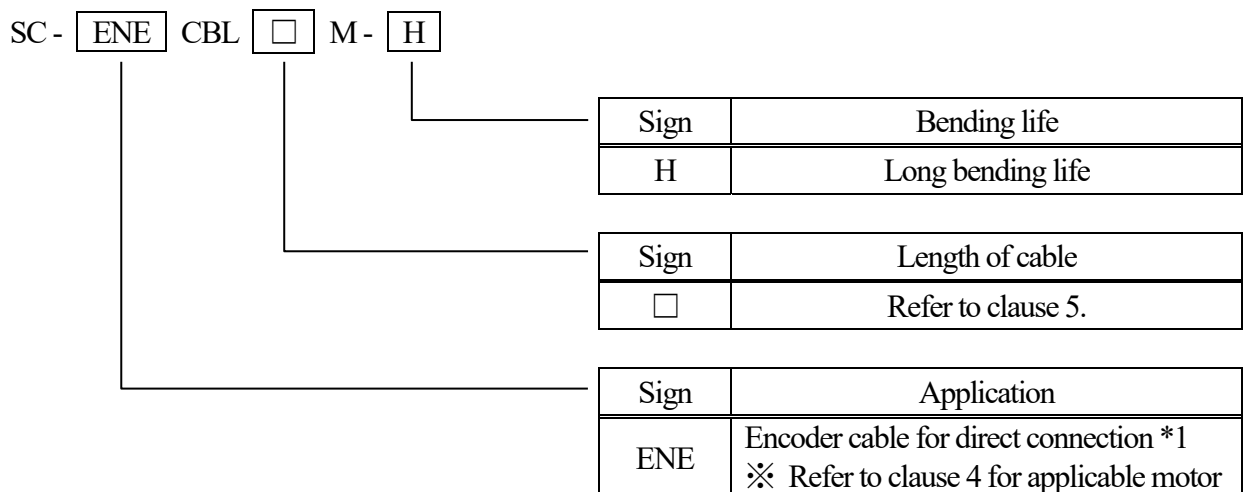 SC - ENE CBL □ M - H
Sign Bending life
H Long bending life
Sign Length of cable
□ Refer to clause 5.
Sign Application
ENE Encoder cable for direct connection *1
※ Refer to clause 4 for applicable motor